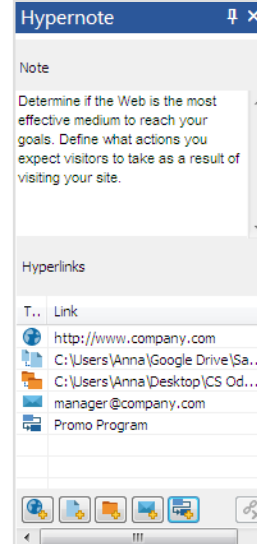 Hypernote
Note
Determine if the Web is the most
effective medium to reach your
goals. Define what actions you
expect visitors to take as a result of
visiting your site.
Hyperlinks
T.. Link
http://www.company.com
C:\Users\Anna\Google Drive\Sa..
C:\Users\Anna\Desktop\CS Od...
manager@company.com
Promo Program